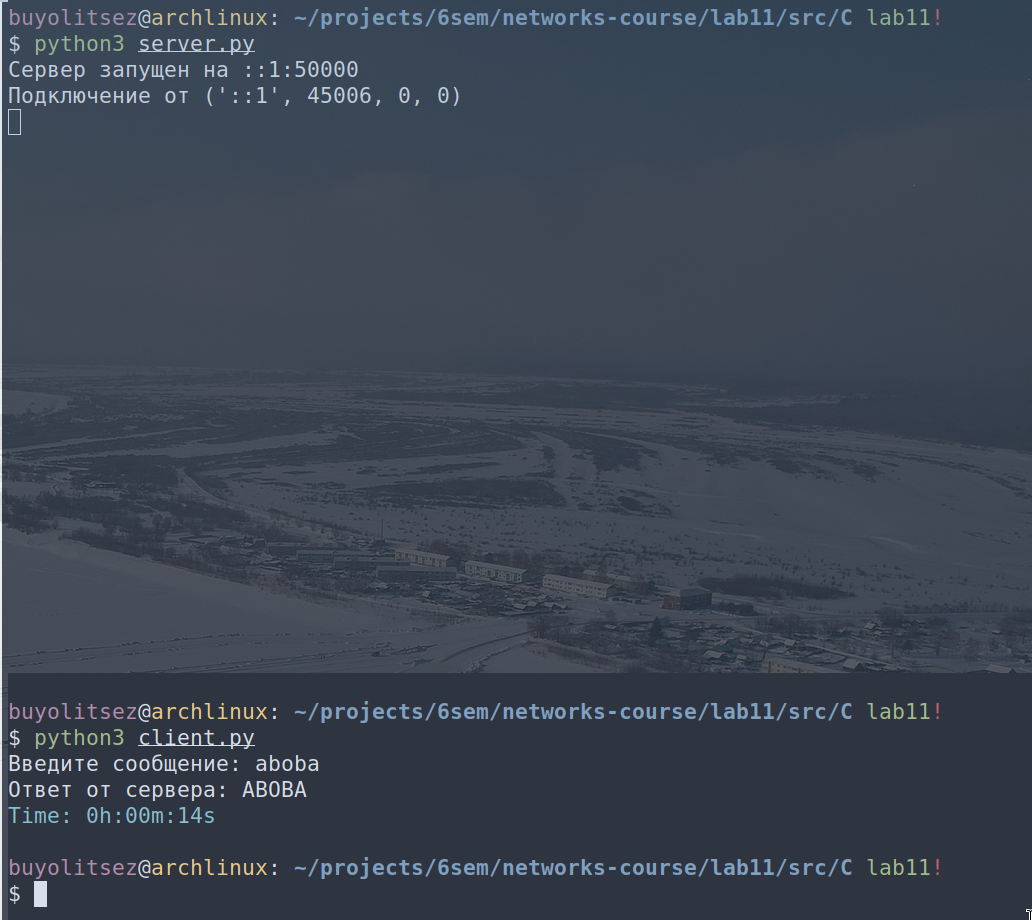 buyolitsez@archlinux: ~/projects/6sem/networks-course/lab11/src/C lab11!
$ python3 server.py
Сервер запущен на ::1:50000
Подключение от ('::1', 45006, 0, 0)
buyolitsez@archlinux: ~/projects/6sem/networks-course/lab11/src/C lab11!
$ python3 client.py
Введите сообщение: aboba
Ответ от сервера: ABOBA
Time: 0h:00m:14s
buyolitsez@archlinux: ~/projects/6sem/networks-course/lab11/src/C lab11!
$